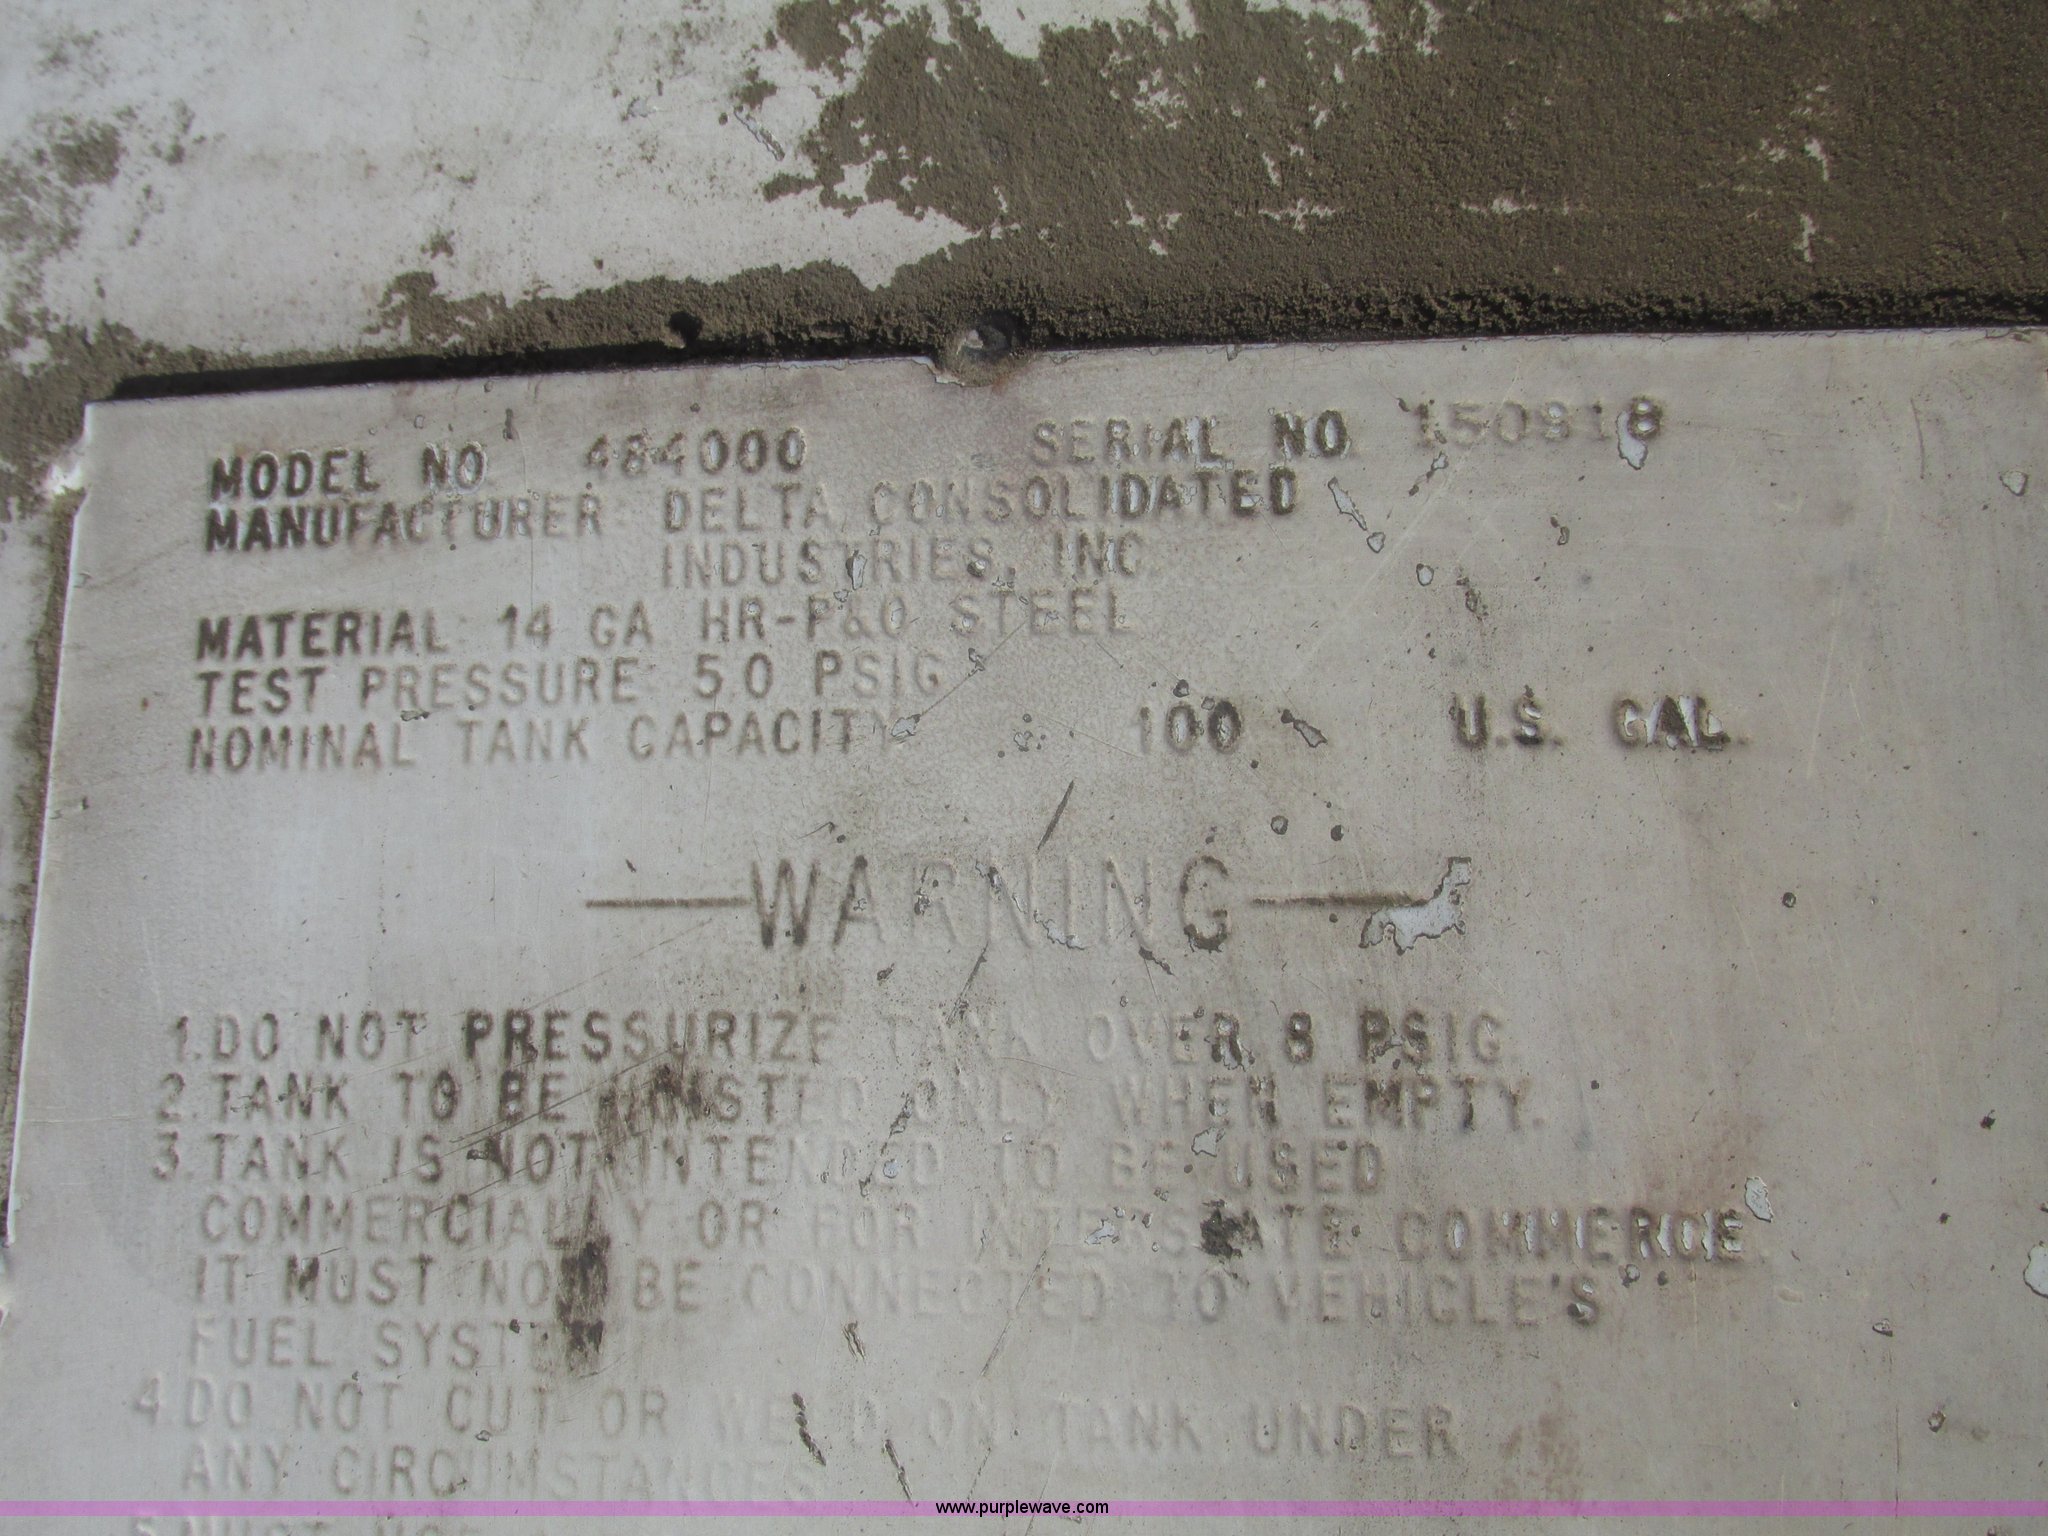 MODEL NO 484000 SERIAL NO.
MANUFACTURER: DELTA CONSOLIDATED
INDUSTRIES, INC
MATERIAL: 14 GA HR-P&O STEEL
TEST PRESSURE 5.0 PSIG
NOMINAL TANK CAPACITY 100 U.S. GAL.
WARNING
1. DO NOT PRESSURIZE TANK OVER 8 PSIG.
2. TANK TO BE HOISTED ONLY WHEN EMPTY.
3. TANK IS NOT INTENDED TO BE USED
COMMERCIALLY OR FOR INTERSTATE COMMERCE.
IT MUST NOT BE CONNECTED TO VEHICLE'S
FUEL SYSTEM
4. DO NOT CUT OR WELD ON TANK UNDER
ANY CIRCUMSTANCES
www.purplewave.com